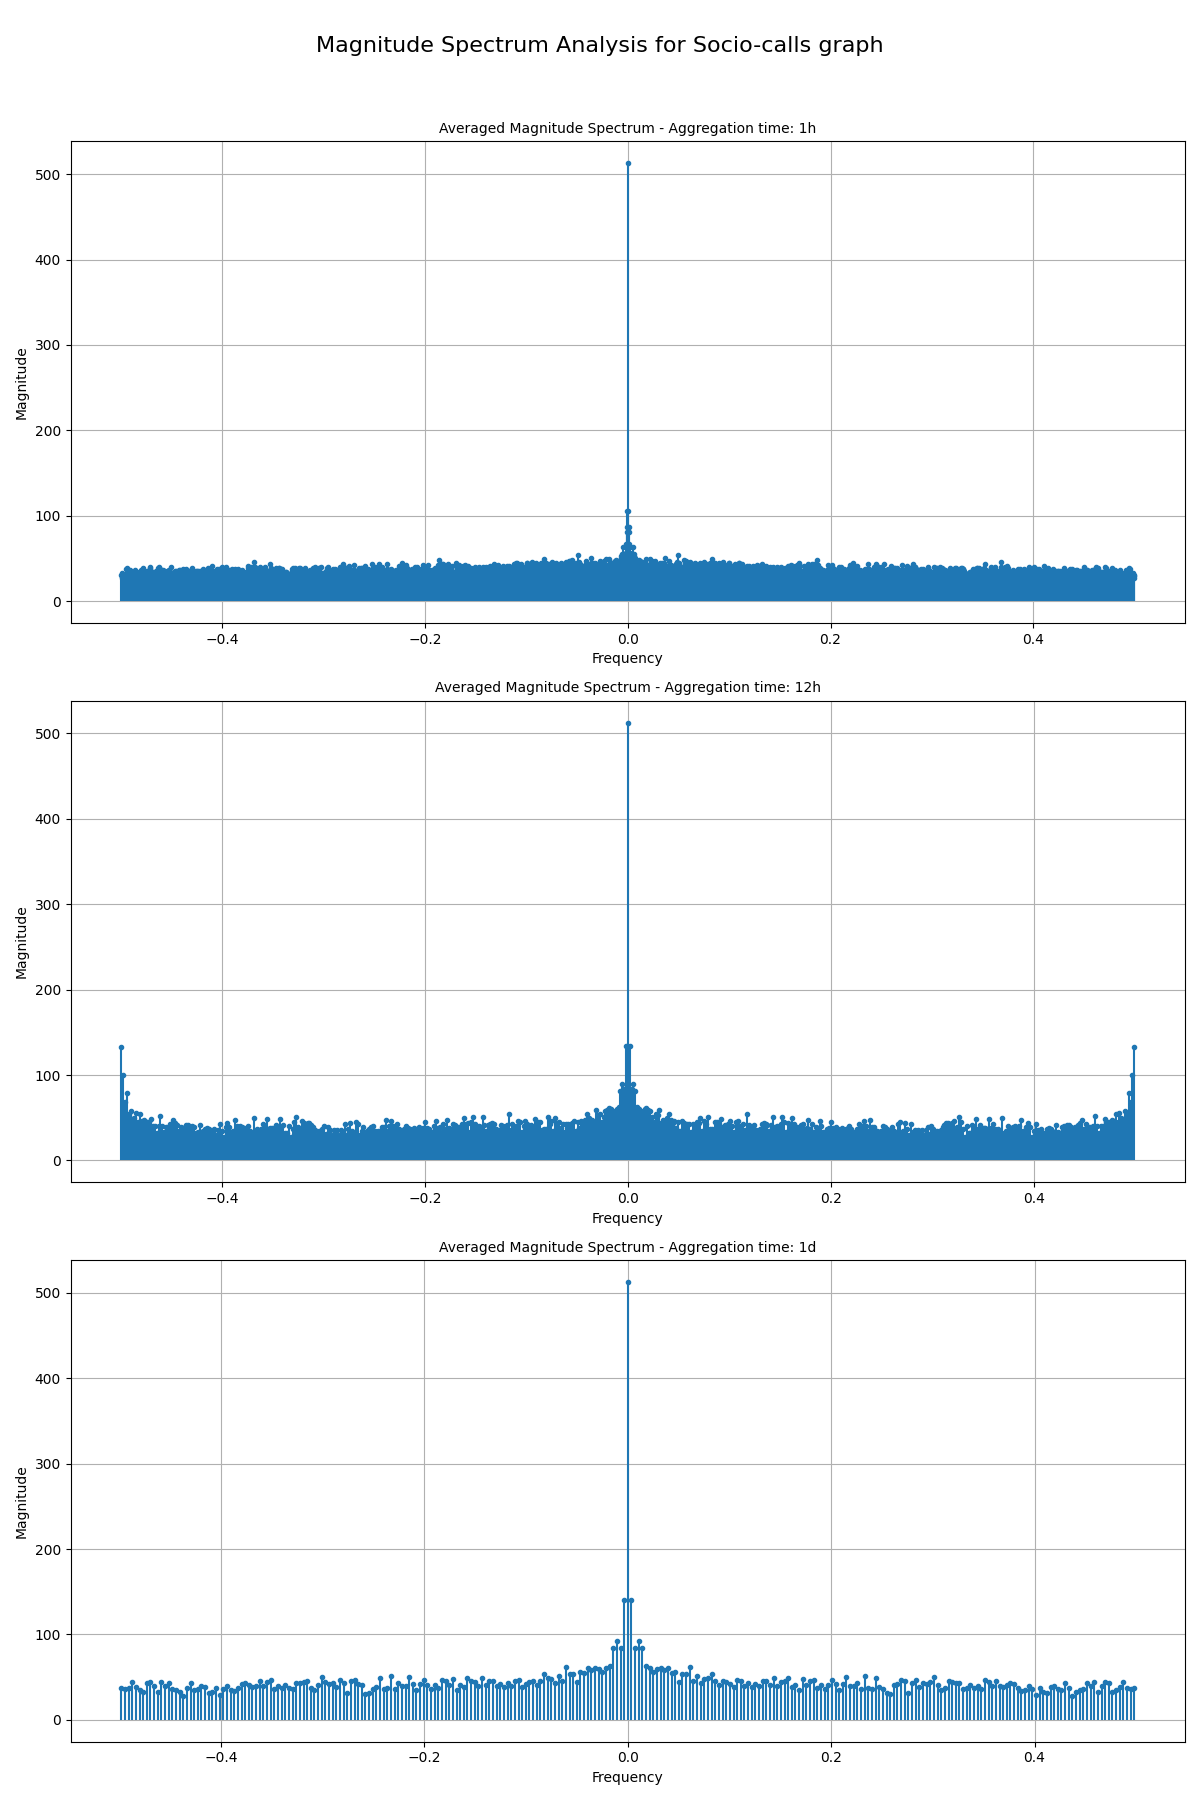 Magnitude Spectrum Analysis for Socio-calls graph
Averaged Magnitude Spectrum - Aggregation time: 1h
500
400
300
200
100
0
Magnitude
−0.4 −0.2 0.0 0.2 0.4
Frequency
Averaged Magnitude Spectrum - Aggregation time: 12h
500
400
300
200
100
0
Magnitude
−0.4 −0.2 0.0 0.2 0.4
Frequency
Averaged Magnitude Spectrum - Aggregation time: 1d
500
400
300
200
100
0
Magnitude
−0.4 −0.2 0.0 0.2 0.4
Frequency